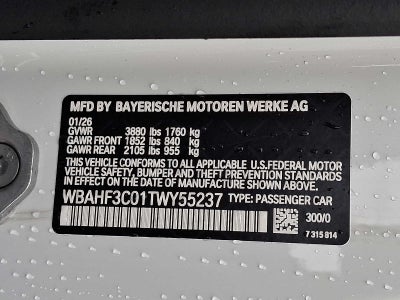 MFD BY BAYERISCHE MOTOREN WERKE AG
01/26
GVWR 3880 lbs 1760 kg
GAWR FRONT 1852 lbs 840 kg
GAWR REAR 2105 lbs 955 kg
THIS VEHICLE CONFORMS TO ALL APPLICABLE U.S.FEDERAL MOTOR
VEHICLE SAFETY, BUMPER, AND THEFT PREVENTION STANDARDS
IN EFFECT ON THE DATE OF MANUFACTURE SHOWN ABOVE.
WBAHF3C01TWY55237 TYPE: PASSENGER CAR
300/0
7 315 814